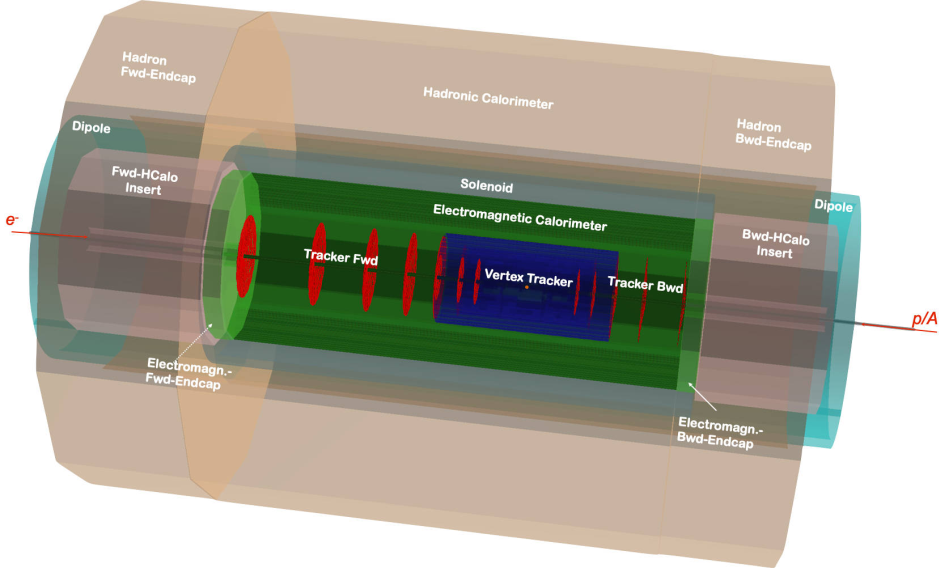 Hadron
Fwd-Endcap
Hadronic Calorimeter
Hadron
Bwd-Endcap
Dipole
Fwd-HCalo
Insert
Solenoid
Electromagnetic Calorimeter
Dipole
e-
Bwd-HCalo
Insert
Tracker Fwd
Vertex Tracker
Tracker Bwd
p/A
Electromagn.-
Fwd-Endcap
Electromagn.-
Bwd-Endcap